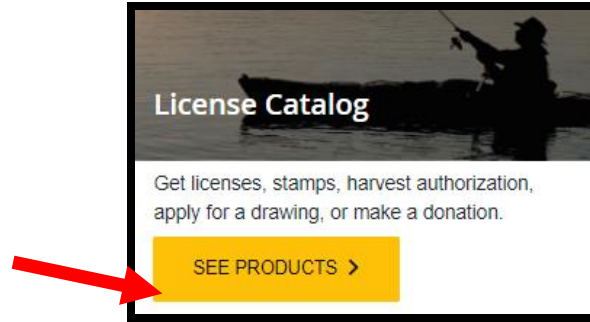 License Catalog
Get licenses, stamps, harvest authorization,
apply for a drawing, or make a donation.
SEE PRODUCTS >